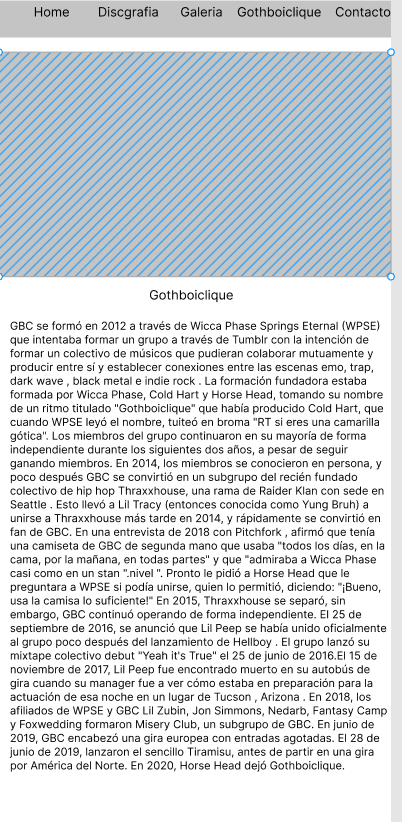 Home Discgrafia Galeria Gothboiclique Contacto
Gothboiclique
GBC se formó en 2012 a través de Wicca Phase Springs Eternal (WPSE)
que intentaba formar un grupo a través de Tumblr con la intención de
formar un colectivo de músicos que pudieran colaborar mutuamente y
producir entre sí y establecer conexiones entre las escenas emo, trap,
dark wave , black metal e indie rock . La formación fundadora estaba
formada por Wicca Phase, Cold Hart y Horse Head, tomando su nombre
de un ritmo titulado "Gothboiclique" que había producido Cold Hart, que
cuando WPSE leyó el nombre, tuiteó en broma "RT si eres una camarilla
gótica". Los miembros del grupo continuaron en su mayoría de forma
independiente durante los siguientes dos años, a pesar de seguir
ganando miembros. En 2014, los miembros se conocieron en persona, y
poco después GBC se convirtió en un subgrupo del recién fundado
colectivo de hip hop Thraxxhouse, una rama de Raider Klan con sede en
Seattle . Esto llevó a Lil Tracy (entonces conocida como Yung Bruh) a
unirse a Thraxxhouse más tarde en 2014, y rápidamente se convirtió en
fan de GBC. En una entrevista de 2018 con Pitchfork , afirmó que tenía
una camiseta de GBC de segunda mano que usaba "todos los días, en la
cama, por la mañana, en todas partes" y que "admiraba a Wicca Phase
casi como en un stan ".nivel ". Pronto le pidió a Horse Head que le
preguntara a WPSE si podía unirse, quien lo permitió, diciendo: "¡Bueno,
usa la camisa lo suficiente!" En 2015, Thraxxhouse se separó, sin
embargo, GBC continuó operando de forma independiente. El 25 de
septiembre de 2016, se anunció que Lil Peep se había unido oficialmente
al grupo poco después del lanzamiento de Hellboy . El grupo lanzó su
mixtape colectivo debut "Yeah it's True" el 25 de junio de 2016.El 15 de
noviembre de 2017, Lil Peep fue encontrado muerto en su autobús de
gira cuando su manager fue a ver cómo estaba en preparación para la
actuación de esa noche en un lugar de Tucson , Arizona . En 2018, los
afiliados de WPSE y GBC Lil Zubin, Jon Simmons, Nedarb, Fantasy Camp
y Foxwedding formaron Misery Club, un subgrupo de GBC. En junio de
2019, GBC encabezó una gira europea con entradas agotadas. El 28 de
junio de 2019, lanzaron el sencillo Tiramisu, antes de partir en una gira
por América del Norte. En 2020, Horse Head dejó Gothboiclique.